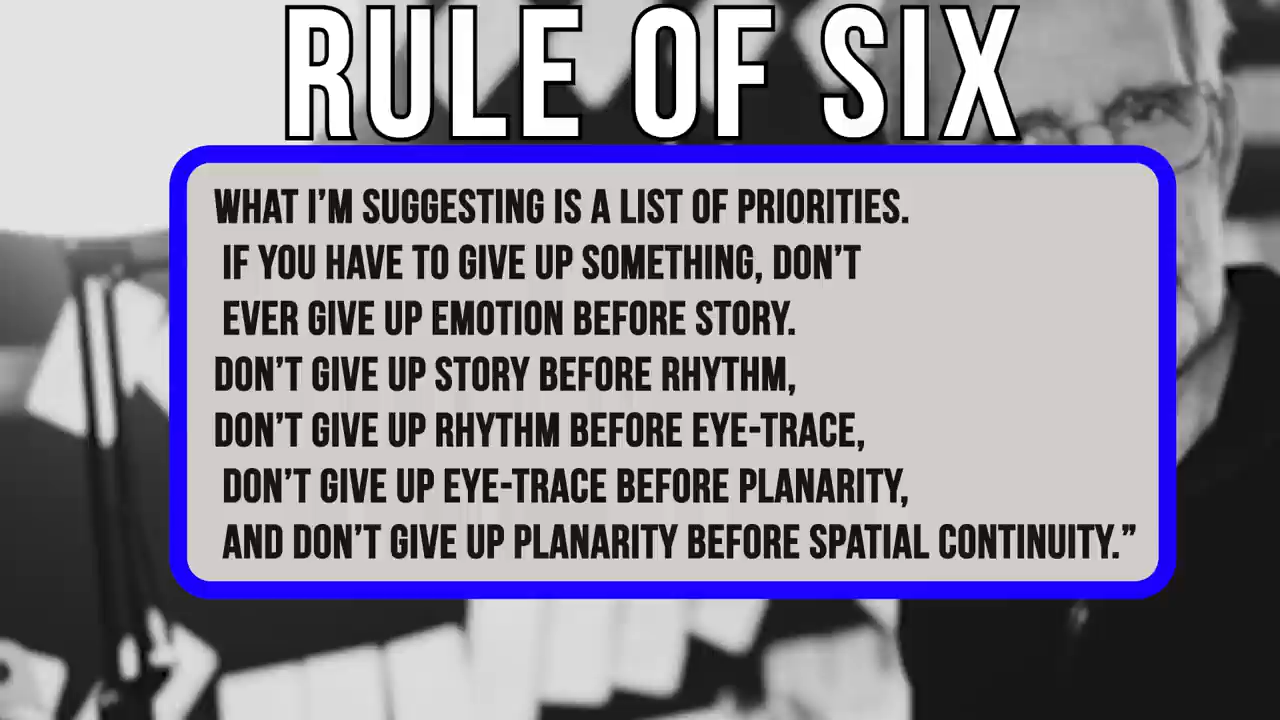 RULE OF SIX
WHAT I'M SUGGESTING IS A LIST OF PRIORITIES.
IF YOU HAVE TO GIVE UP SOMETHING, DON'T
EVER GIVE UP EMOTION BEFORE STORY.
DON'T GIVE UP STORY BEFORE RHYTHM,
DON'T GIVE UP RHYTHM BEFORE EYE-TRACE,
DON'T GIVE UP EYE-TRACE BEFORE PLANARITY,
AND DON'T GIVE UP PLANARITY BEFORE SPATIAL CONTINUITY.”